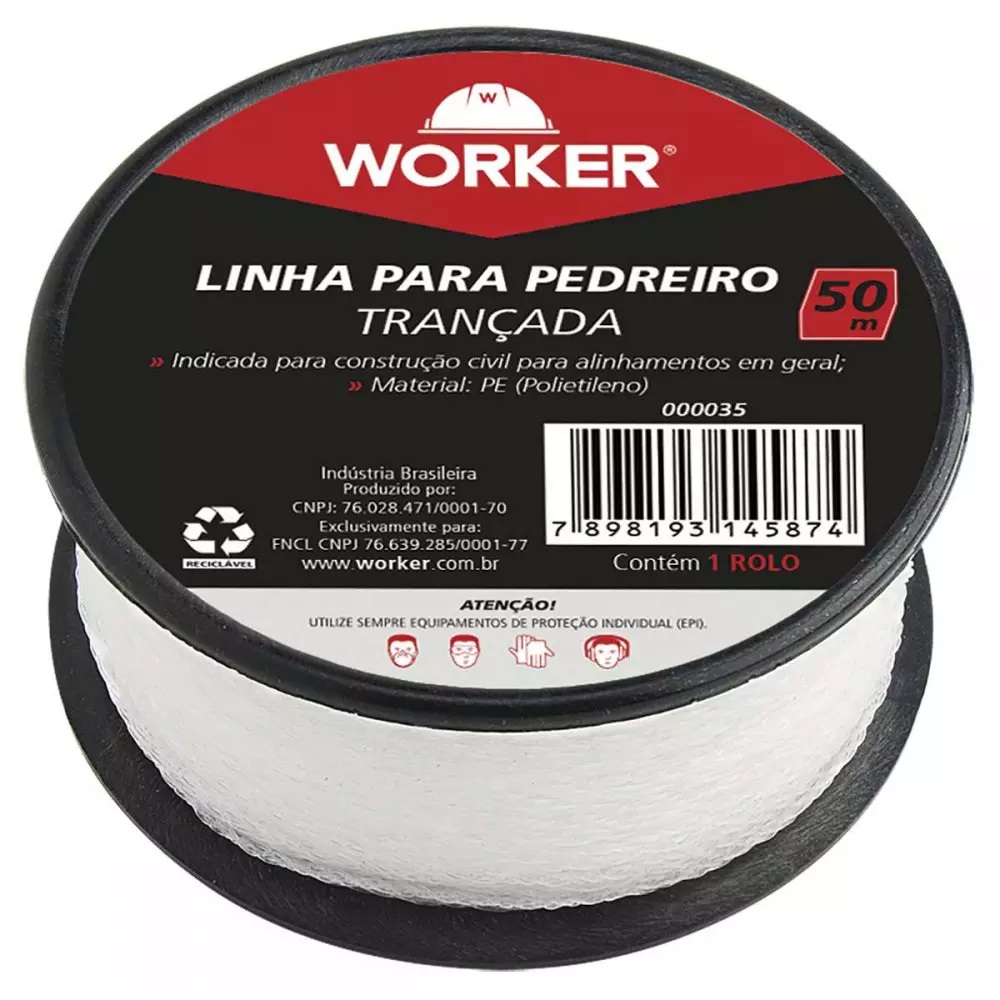 W
WORKER®
LINHA PARA PEDREIRO
TRANÇADA
50
m
» Indicada para construção civil para alinhamentos em geral;
» Material: PE (Polietileno)
000035
7 898193 145874
Contém 1 ROLO
Indústria Brasileira
Produzido por:
CNPJ: 76.028.471/0001-70
Exclusivamente para:
FNCL CNPJ 76.639.285/0001-77
www.worker.com.br
RECICLÁVEL
ATENÇÃO!
UTILIZE SEMPRE EQUIPAMENTOS DE PROTEÇÃO INDIVIDUAL (EPI).